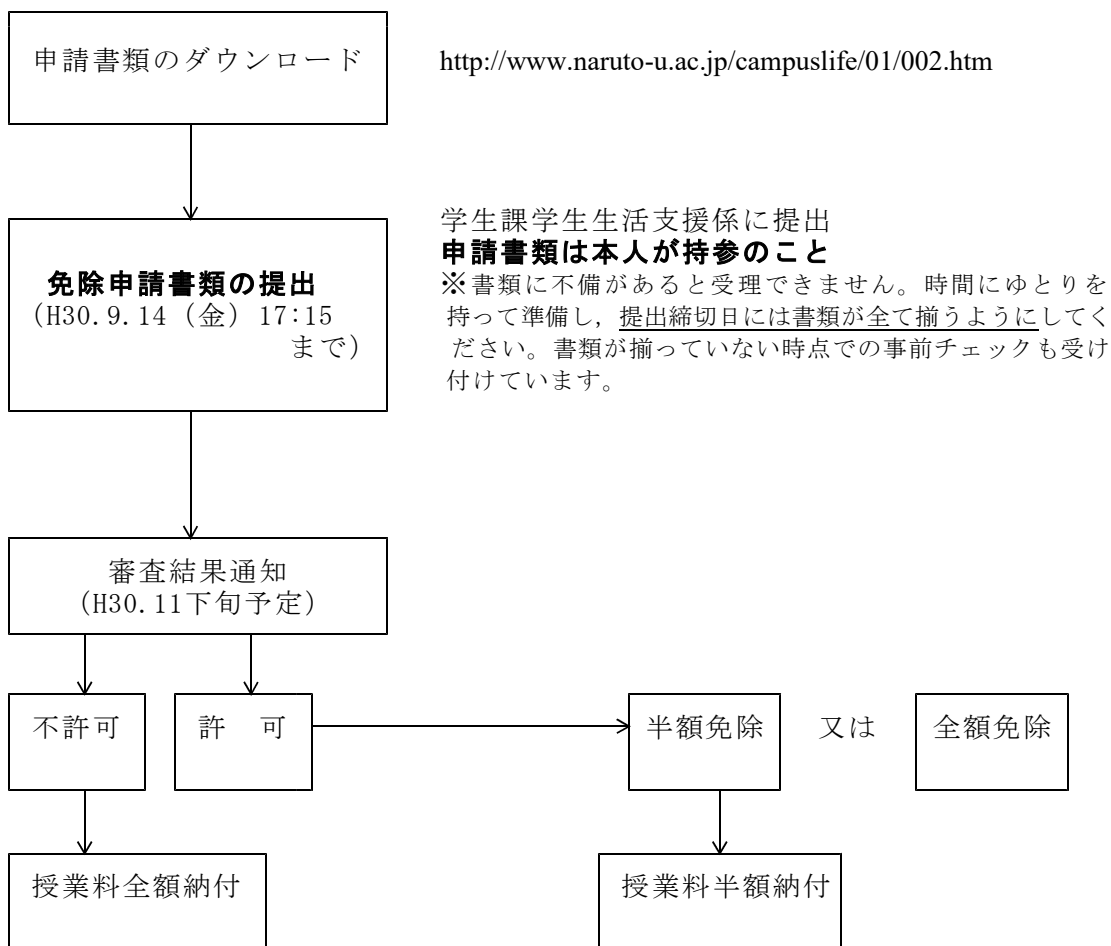 申請書類のダウンロード
http://www.naruto-u.ac.jp/campuslife/01/002.htm
免除申請書類の提出
(H30.9.14（金）17:15
まで)
学生課学生生活支援係に提出
申請書類は本人が持参のこと
※書類に不備があると受理できません。時間にゆとりを
持って準備し，提出締切日には書類が全て揃うようにしてく
ださい。書類が揃っていない時点での事前チェックも受け
付けています。
審査結果通知
(H30.11下旬予定)
不許可
許　可
半額免除
又は
全額免除
授業料全額納付
授業料半額納付